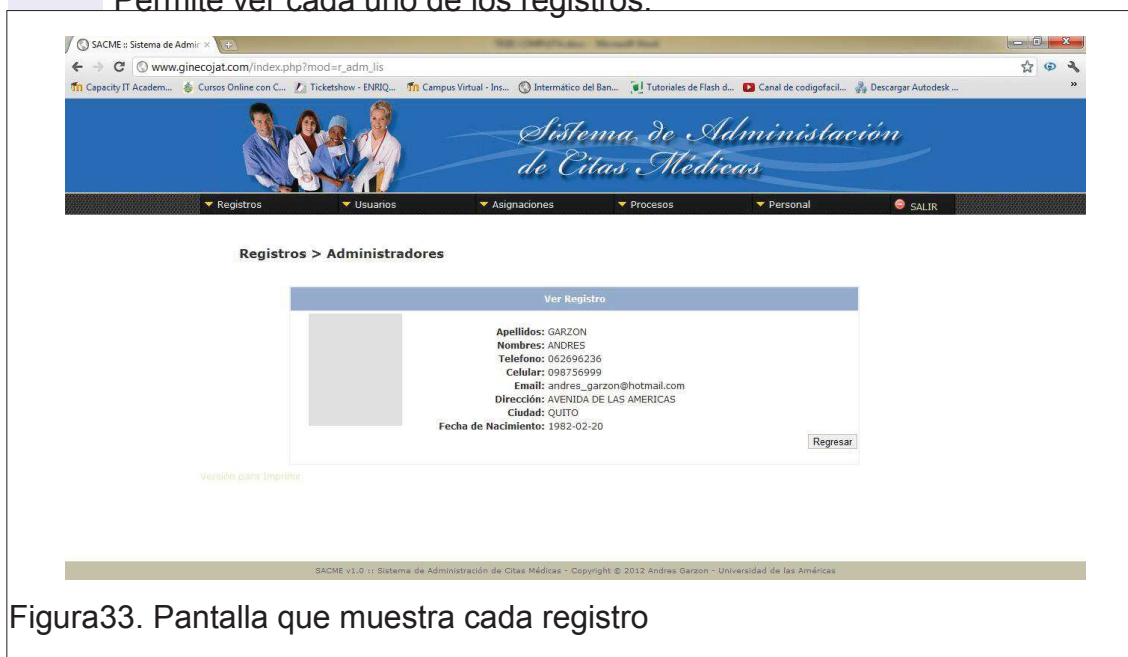 Permite ver cada uno de los registros.
SACME :: Sistema de Admir ×
www.ginecojat.com/index.php?mod=r_adm_lis
Capacity IT Academ... Cursos Online con C... Ticketshow - ENRIQ... Campus Virtual - Ins... Intermático del Ban... Tutoriales de Flash d... Canal de codigofacil... Descargar Autodesk ... »
Sistema de Administación
de Citas Médicas
Registros Usuarios Asignaciones Procesos Personal SALIR
Registros > Administradores
Ver Registro
Apellidos: GARZON
Nombres: ANDRES
Telefono: 062696236
Celular: 098756999
Email: andres_garzon@hotmail.com
Dirección: AVENIDA DE LAS AMERICAS
Ciudad: QUITO
Fecha de Nacimiento: 1982-02-20
Regresar
Versión para Imprimir
SACME v1.0 :: Sistema de Administración de Citas Médicas - Copyright © 2012 Andres Garzon - Universidad de las Américas
Figura33. Pantalla que muestra cada registro